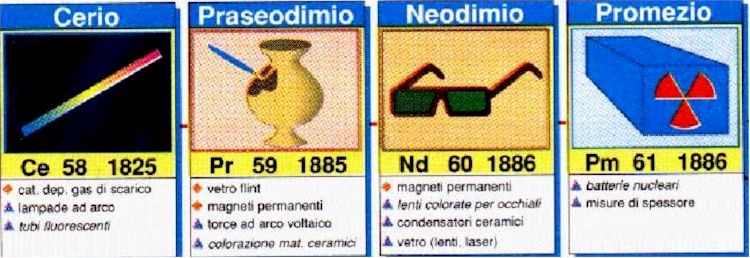 Cerio
Ce 58 1825
cat. dep. gas di scarico
lampade ad arco
tubi fluorescenti
Praseodimio
Pr 59 1885
vetro flint
magneti permanenti
torce ad arco voltaico
colorazione mat. ceramici
Neodimio
Nd 60 1886
magneti permanenti
lenti colorate per occhiali
condensatori ceramici
vetro (lenti, laser)
Promezio
Pm 61 1886
batterie nucleari
misure di spessore